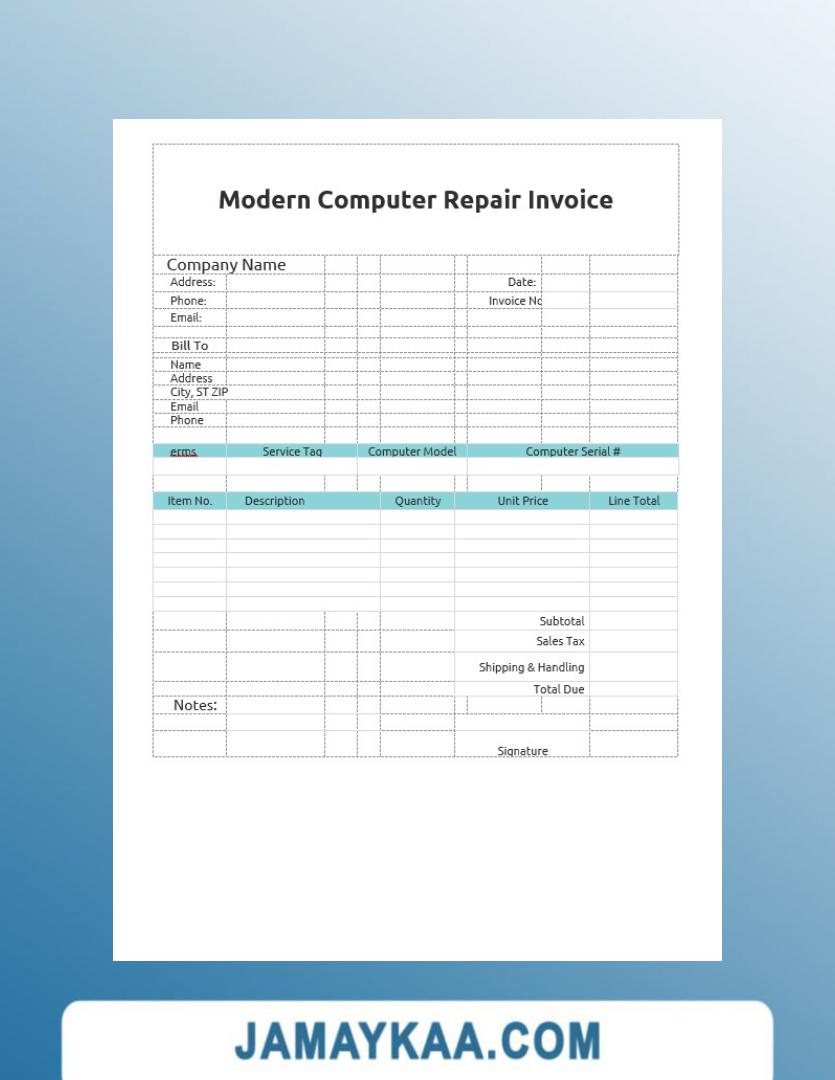 Modern Computer Repair Invoice
Company Name
Address: Date:
Phone: Invoice No
Email:
Bill To
Name
Address
City, ST ZIP
Email
Phone
erms Service Tag Computer Model Computer Serial #
Item No. Description Quantity Unit Price Line Total
Subtotal
Sales Tax
Shipping & Handling
Total Due
Notes:
Signature
JAMAYKAA.COM